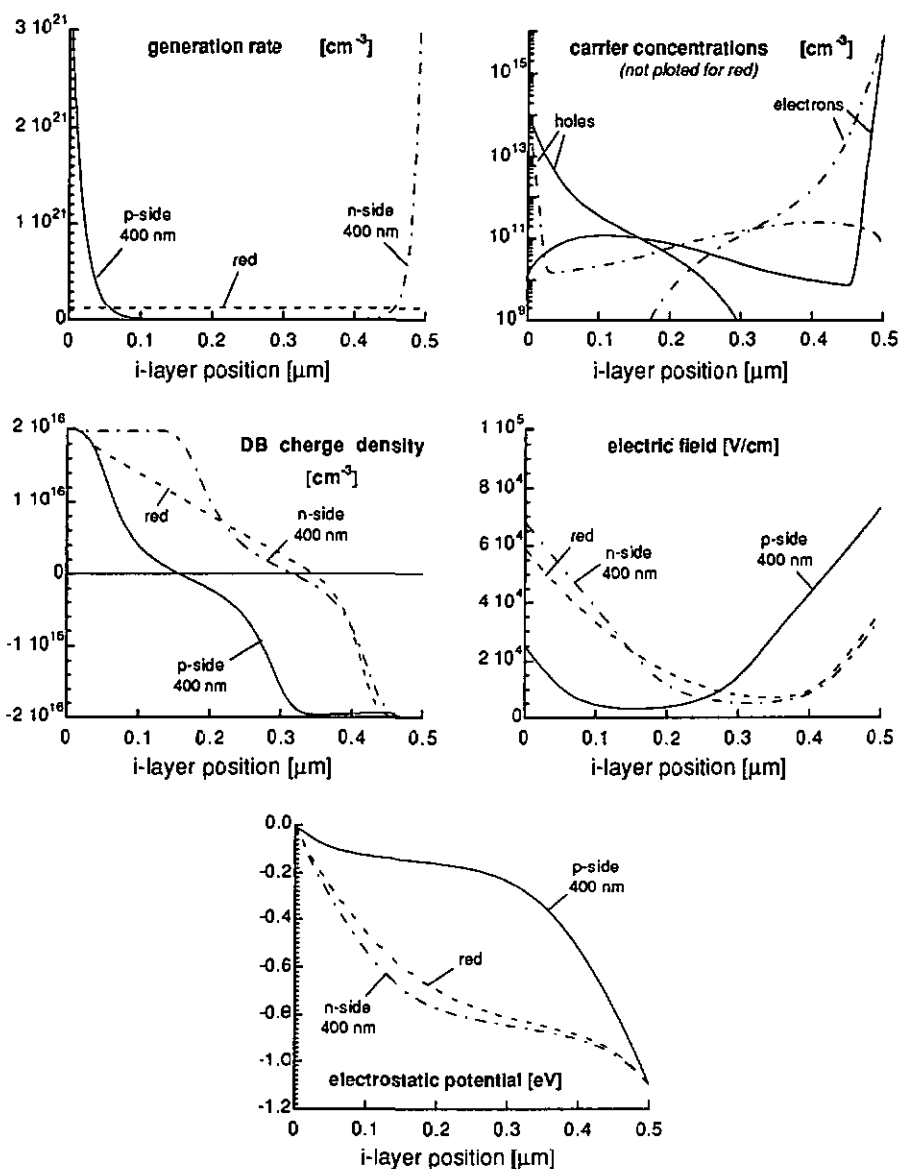 generation rate [cm-3]
3 10^21
2 10^21
1 10^21
0
p-side
400 nm
red
n-side
400 nm
0 0.1 0.2 0.3 0.4 0.5
i-layer position [μm]
carrier concentrations [cm-3]
(not ploted for red)
10^15
10^13
10^11
10^9
holes
electrons
0 0.1 0.2 0.3 0.4 0.5
i-layer position [μm]
DB cherge density
[cm-3]
2 10^16
1 10^16
0
-1 10^16
-2 10^16
red
n-side
400 nm
p-side
400 nm
0 0.1 0.2 0.3 0.4 0.5
i-layer position [μm]
electric field [V/cm]
1 10^5
8 10^4
6 10^4
4 10^4
2 10^4
0
red
n-side
400 nm
p-side
400 nm
0 0.1 0.2 0.3 0.4 0.5
i-layer position [μm]
0.0
-0.2
-0.4
-0.6
-0.8
-1.0
-1.2
p-side
400 nm
red
n-side
400 nm
electrostatic potential [eV]
0 0.1 0.2 0.3 0.4 0.5
i-layer position [μm]